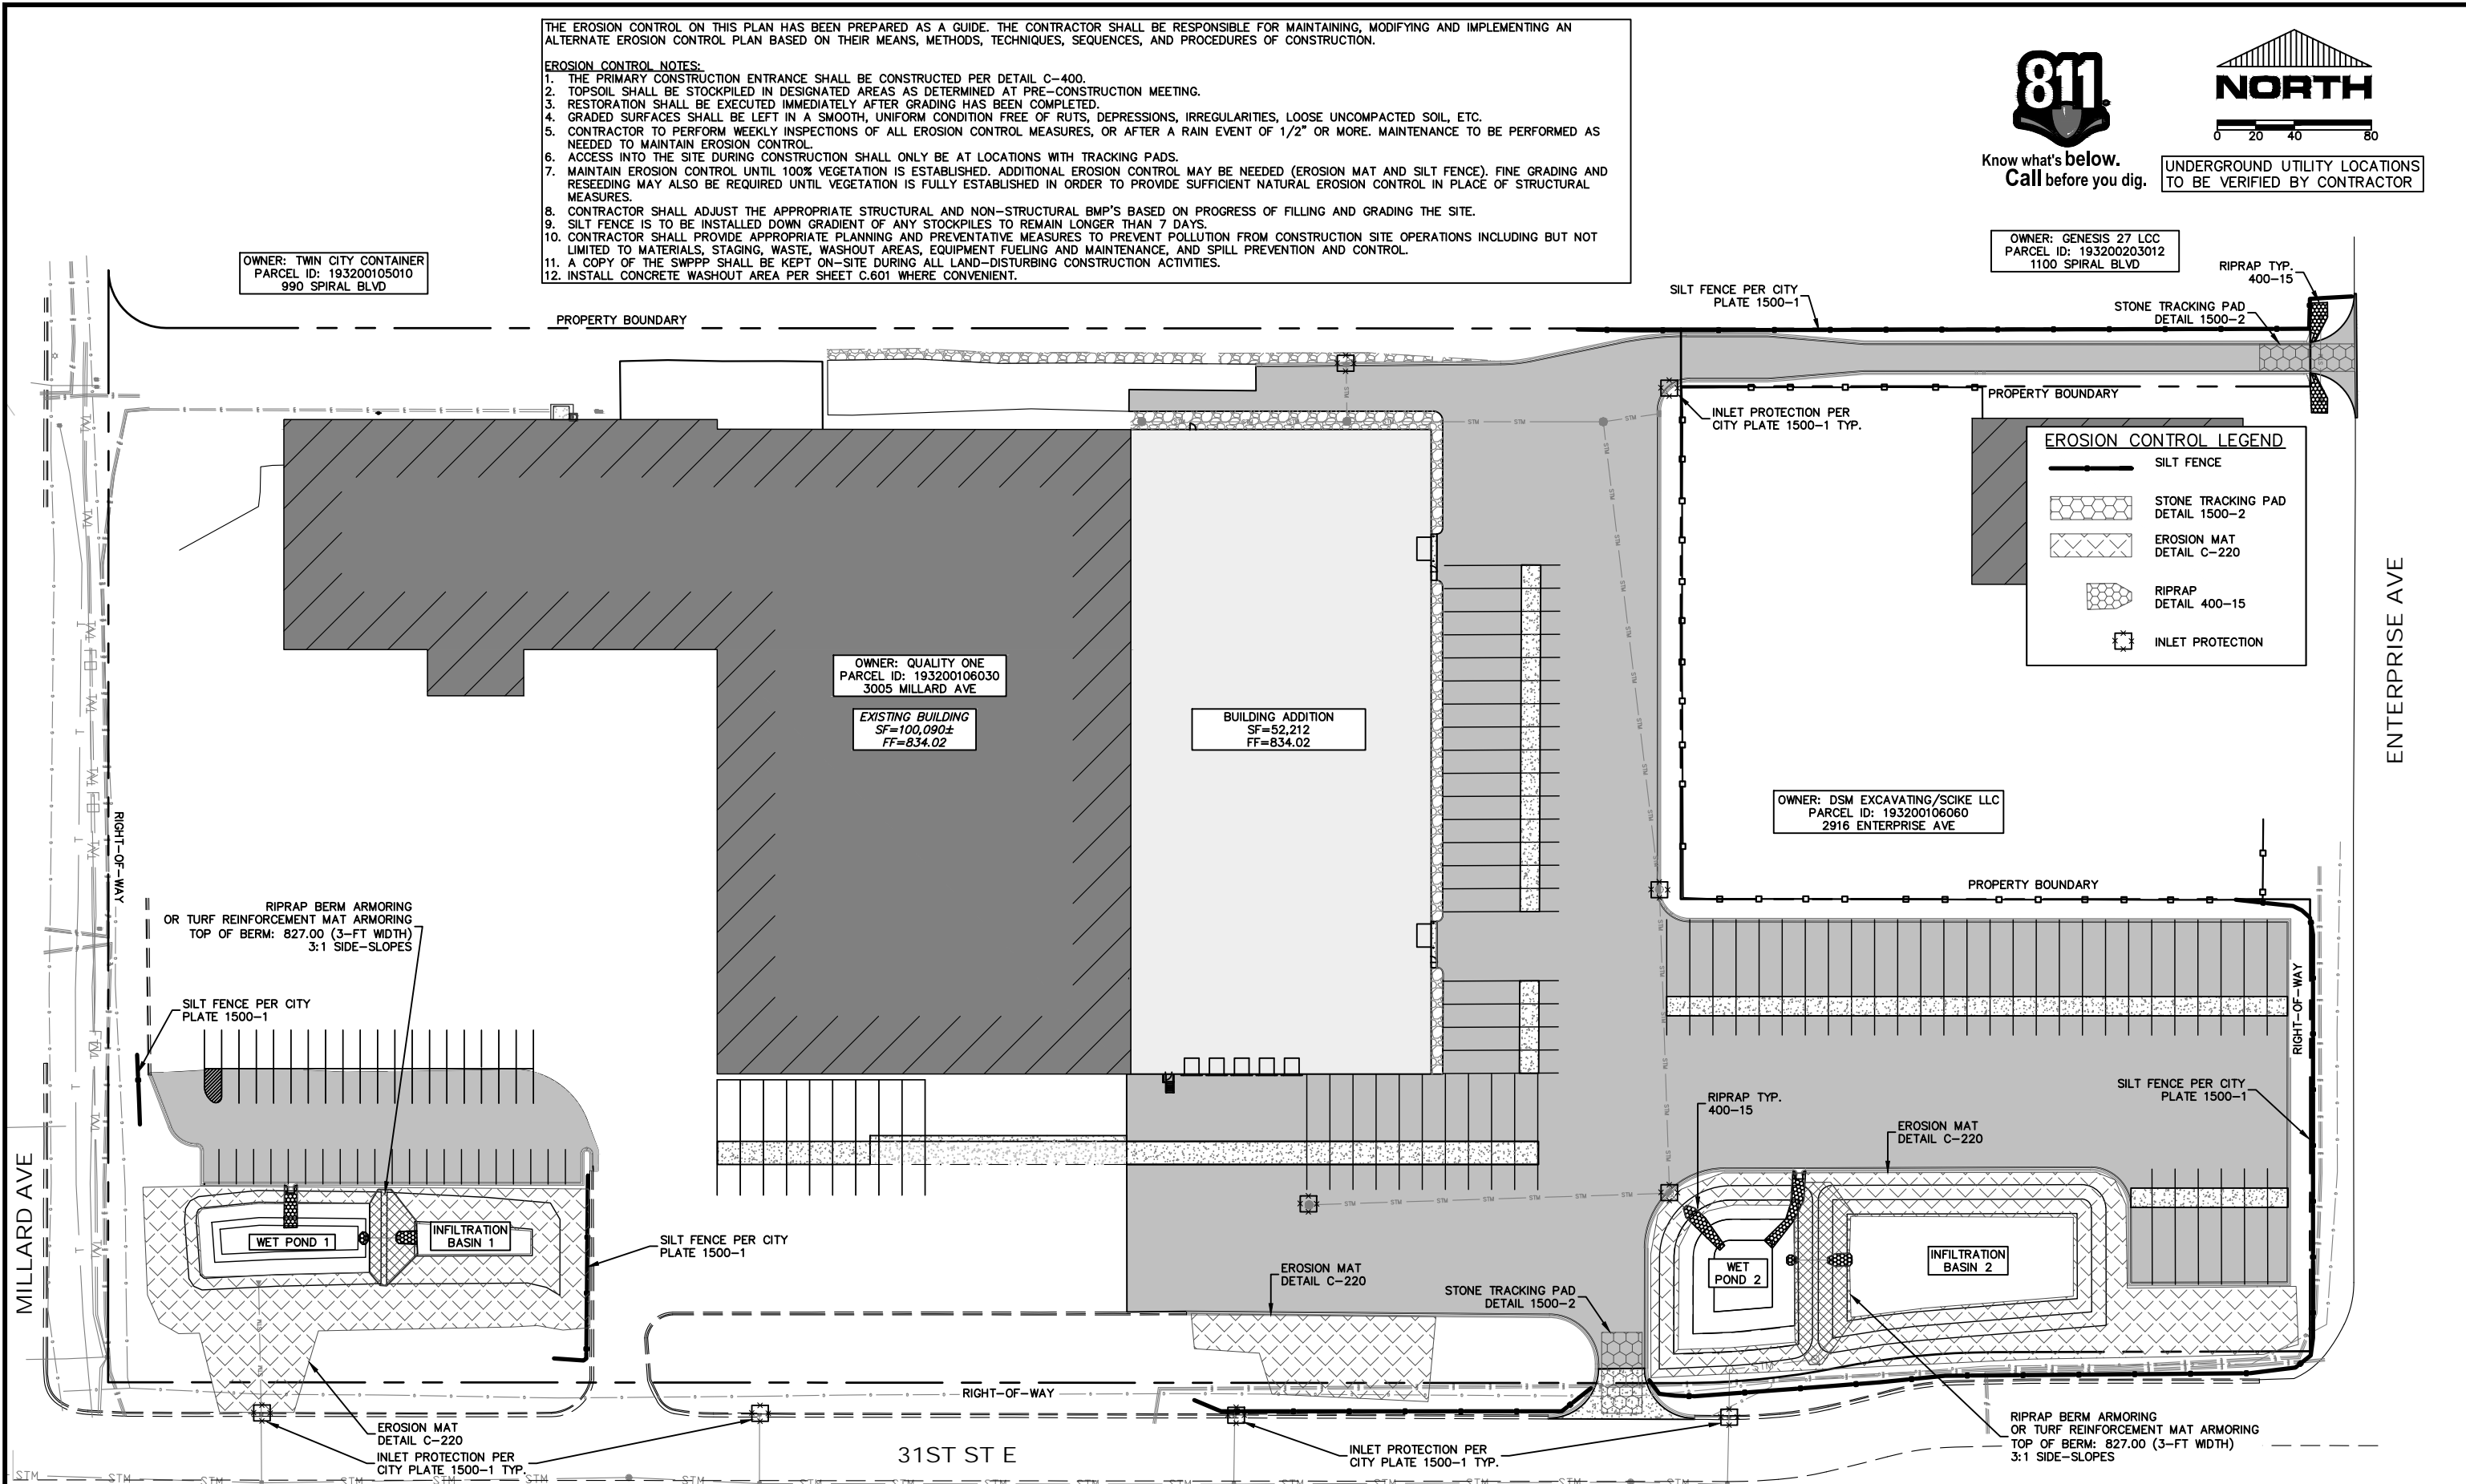 THE EROSION CONTROL ON THIS PLAN HAS BEEN PREPARED AS A GUIDE. THE CONTRACTOR SHALL BE RESPONSIBLE FOR MAINTAINING, MODIFYING AND IMPLEMENTING AN
ALTERNATE EROSION CONTROL PLAN BASED ON THEIR MEANS, METHODS, TECHNIQUES, SEQUENCES, AND PROCEDURES OF CONSTRUCTION.
EROSION CONTROL NOTES:
1. THE PRIMARY CONSTRUCTION ENTRANCE SHALL BE CONSTRUCTED PER DETAIL C-400.
2. TOPSOIL SHALL BE STOCKPILED IN DESIGNATED AREAS AS DETERMINED AT PRE-CONSTRUCTION MEETING.
3. RESTORATION SHALL BE EXECUTED IMMEDIATELY AFTER GRADING HAS BEEN COMPLETED.
4. GRADED SURFACES SHALL BE LEFT IN A SMOOTH, UNIFORM CONDITION FREE OF RUTS, DEPRESSIONS, IRREGULARITIES, LOOSE UNCOMPACTED SOIL, ETC.
5. CONTRACTOR TO PERFORM WEEKLY INSPECTIONS OF ALL EROSION CONTROL MEASURES, OR AFTER A RAIN EVENT OF 1/2" OR MORE. MAINTENANCE TO BE PERFORMED AS
NEEDED TO MAINTAIN EROSION CONTROL.
6. ACCESS INTO THE SITE DURING CONSTRUCTION SHALL ONLY BE AT LOCATIONS WITH TRACKING PADS.
7. MAINTAIN EROSION CONTROL UNTIL 100% VEGETATION IS ESTABLISHED. ADDITIONAL EROSION CONTROL MAY BE NEEDED (EROSION MAT AND SILT FENCE). FINE GRADING AND
RESEEDING MAY ALSO BE REQUIRED UNTIL VEGETATION IS FULLY ESTABLISHED IN ORDER TO PROVIDE SUFFICIENT NATURAL EROSION CONTROL IN PLACE OF STRUCTURAL
MEASURES.
8. CONTRACTOR SHALL ADJUST THE APPROPRIATE STRUCTURAL AND NON-STRUCTURAL BMP'S BASED ON PROGRESS OF FILLING AND GRADING THE SITE.
9. SILT FENCE IS TO BE INSTALLED DOWN GRADIENT OF ANY STOCKPILES TO REMAIN LONGER THAN 7 DAYS.
10. CONTRACTOR SHALL PROVIDE APPROPRIATE PLANNING AND PREVENTATIVE MEASURES TO PREVENT POLLUTION FROM CONSTRUCTION SITE OPERATIONS INCLUDING BUT NOT
LIMITED TO MATERIALS, STAGING, WASTE, WASHOUT AREAS, EQUIPMENT FUELING AND MAINTENANCE, AND SPILL PREVENTION AND CONTROL.
11. A COPY OF THE SWPPP SHALL BE KEPT ON-SITE DURING ALL LAND-DISTURBING CONSTRUCTION ACTIVITIES.
12. INSTALL CONCRETE WASHOUT AREA PER SHEET C.601 WHERE CONVENIENT.
811
Know what's below.
Call before you dig.
NORTH
0 20 40 80
UNDERGROUND UTILITY LOCATIONS
TO BE VERIFIED BY CONTRACTOR
OWNER: TWIN CITY CONTAINER
PARCEL ID: 193200105010
990 SPIRAL BLVD
OWNER: GENESIS 27 LCC
PARCEL ID: 193200203012
1100 SPIRAL BLVD
RIPRAP TYP.
400-15
SILT FENCE PER CITY
PLATE 1500-1
STONE TRACKING PAD
DETAIL 1500-2
PROPERTY BOUNDARY
PROPERTY BOUNDARY
INLET PROTECTION PER
CITY PLATE 1500-1 TYP.
EROSION CONTROL LEGEND
SILT FENCE
STONE TRACKING PAD
DETAIL 1500-2
EROSION MAT
DETAIL C-220
RIPRAP
DETAIL 400-15
INLET PROTECTION
ENTERPRISE AVE
OWNER: QUALITY ONE
PARCEL ID: 193200106030
3005 MILLARD AVE
EXISTING BUILDING
SF=100,090±
FF=834.02
BUILDING ADDITION
SF=52,212
FF=834.02
OWNER: DSM EXCAVATING/SCIKE LLC
PARCEL ID: 193200106060
2916 ENTERPRISE AVE
RIGHT-OF-WAY
PROPERTY BOUNDARY
RIPRAP BERM ARMORING
OR TURF REINFORCEMENT MAT ARMORING
TOP OF BERM: 827.00 (3-FT WIDTH)
3:1 SIDE-SLOPES
SILT FENCE PER CITY
PLATE 1500-1
RIGHT-OF-WAY
SILT FENCE PER CITY
PLATE 1500-1
RIPRAP TYP.
400-15
EROSION MAT
DETAIL C-220
MILLARD AVE
WET POND 1
INFILTRATION
BASIN 1
SILT FENCE PER CITY
PLATE 1500-1
EROSION MAT
DETAIL C-220
STONE TRACKING PAD
DETAIL 1500-2
WET
POND 2
INFILTRATION
BASIN 2
RIGHT-OF-WAY
EROSION MAT
DETAIL C-220
INLET PROTECTION PER
CITY PLATE 1500-1 TYP.
31ST ST E
INLET PROTECTION PER
CITY PLATE 1500-1 TYP.
RIPRAP BERM ARMORING
OR TURF REINFORCEMENT MAT ARMORING
TOP OF BERM: 827.00 (3-FT WIDTH)
3:1 SIDE-SLOPES